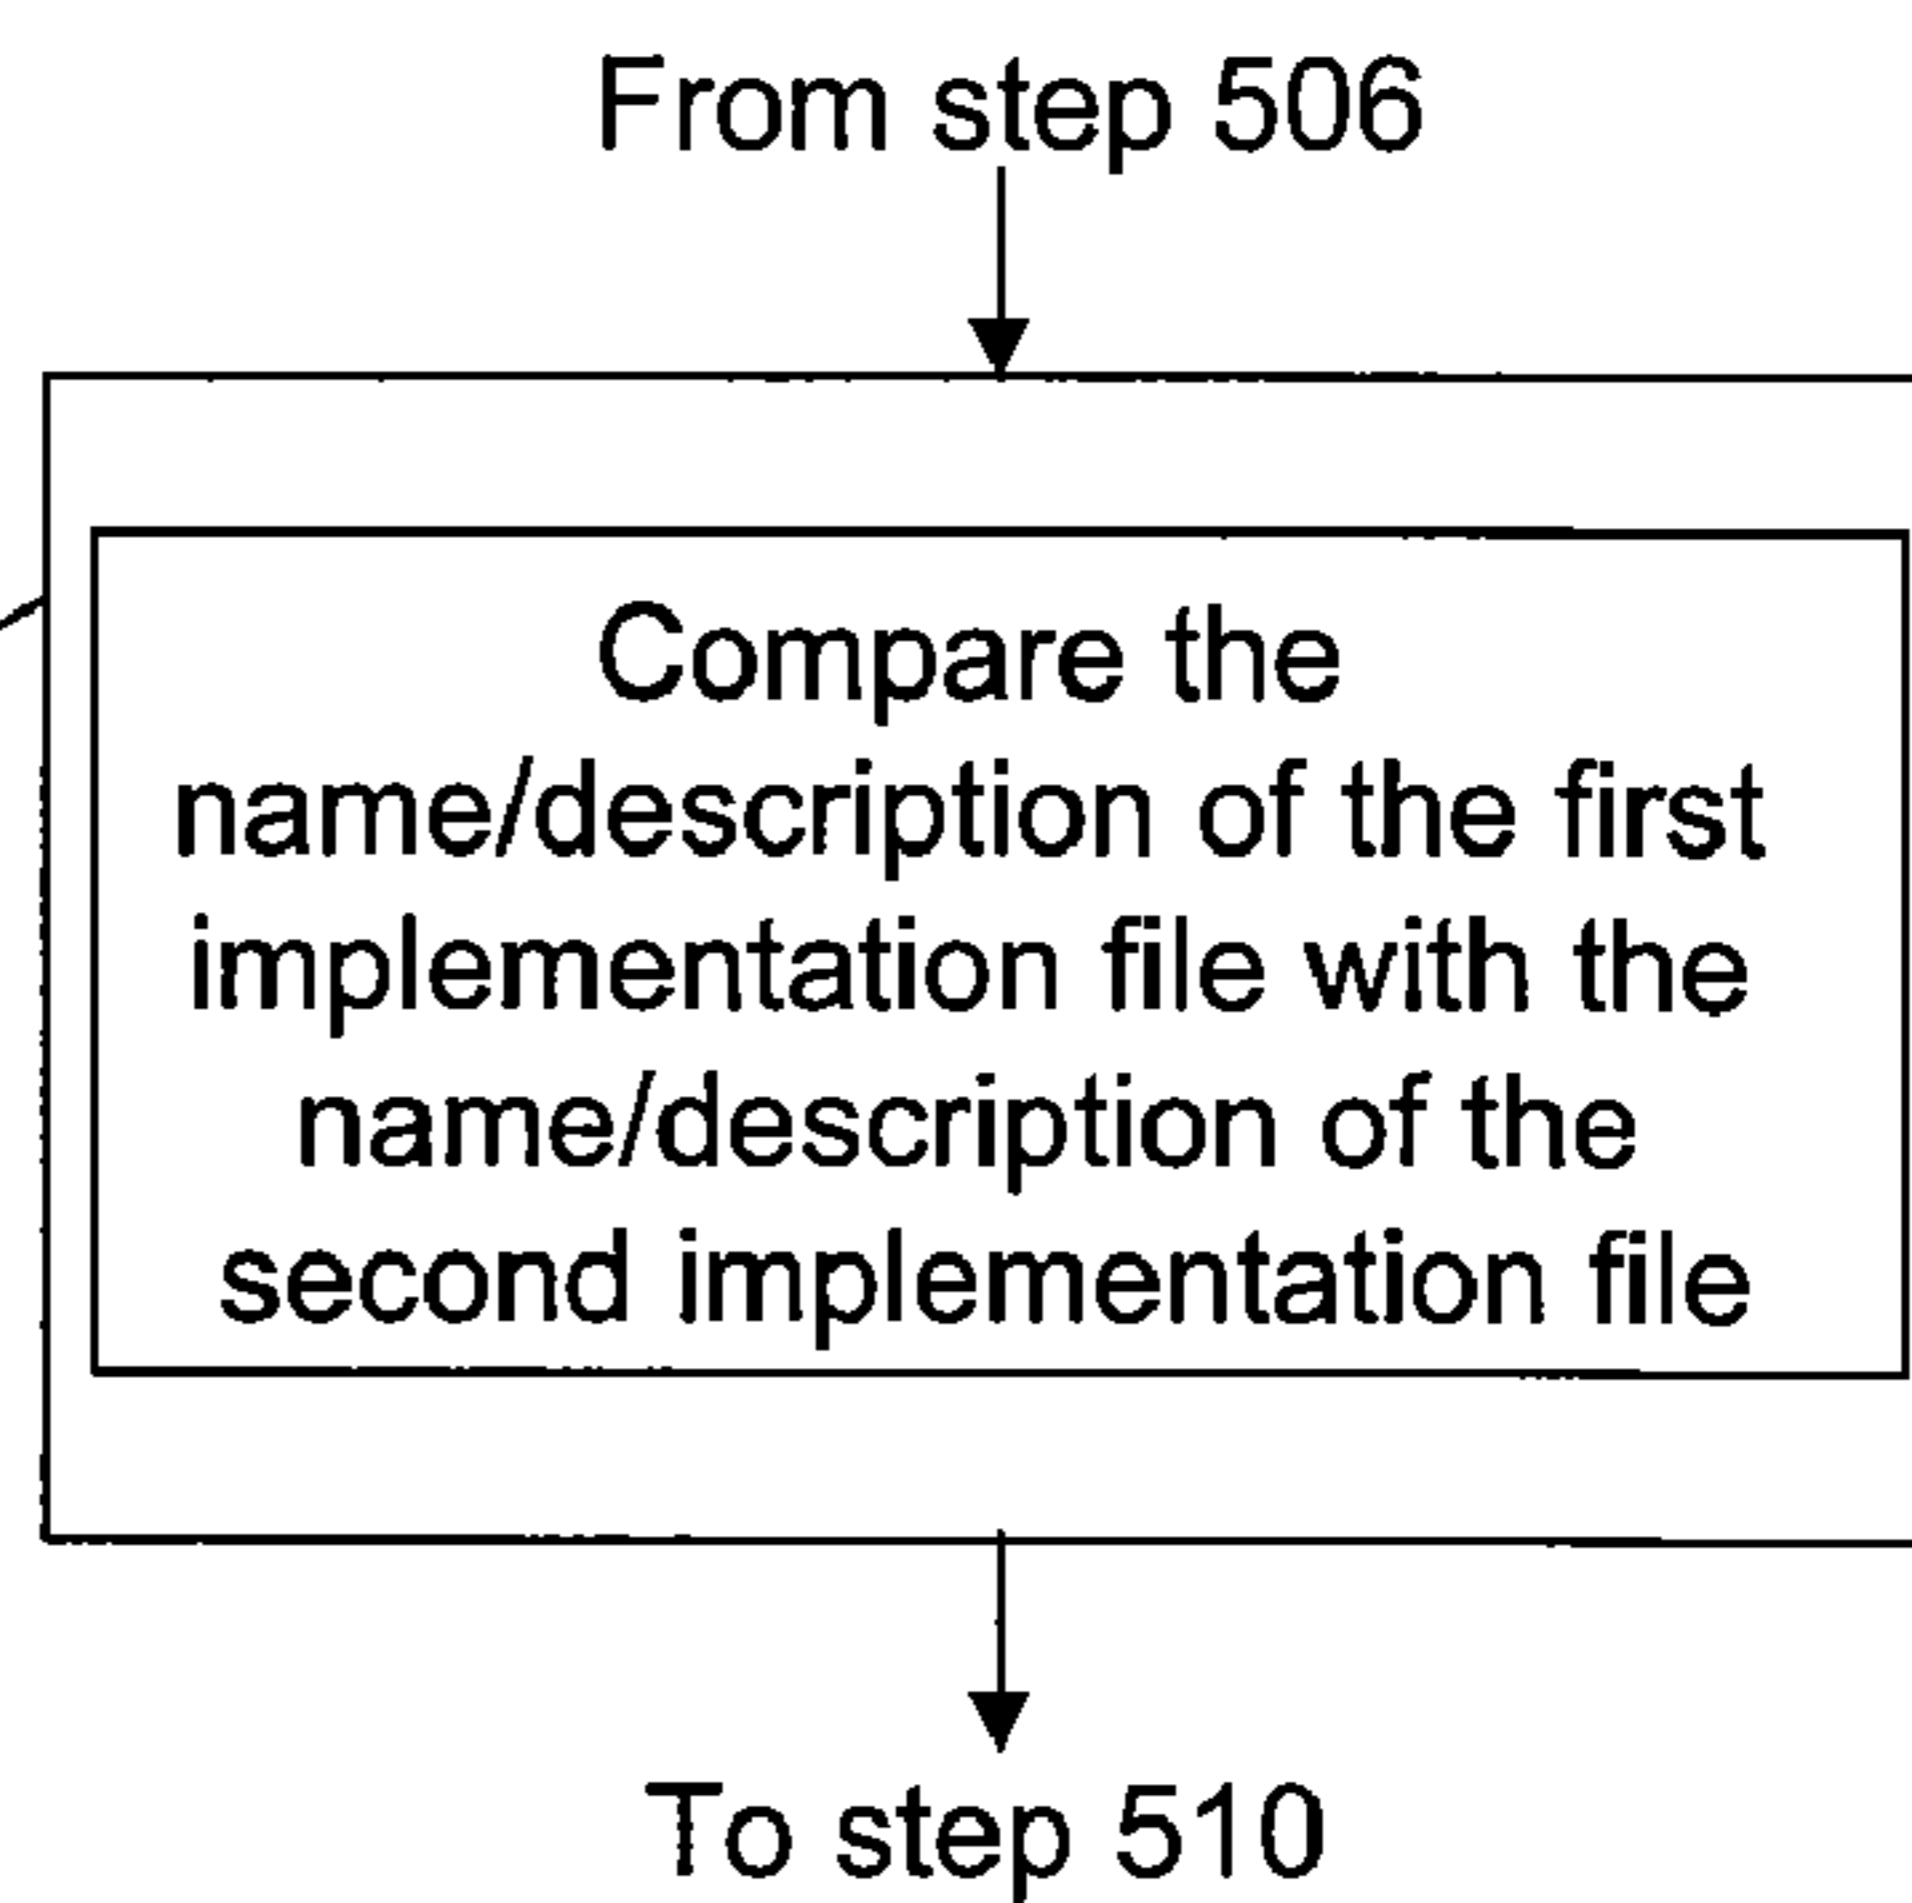 From step 506
Compare the
name/description of the first
implementation file with the
name/description of the
second implementation file
To step 510